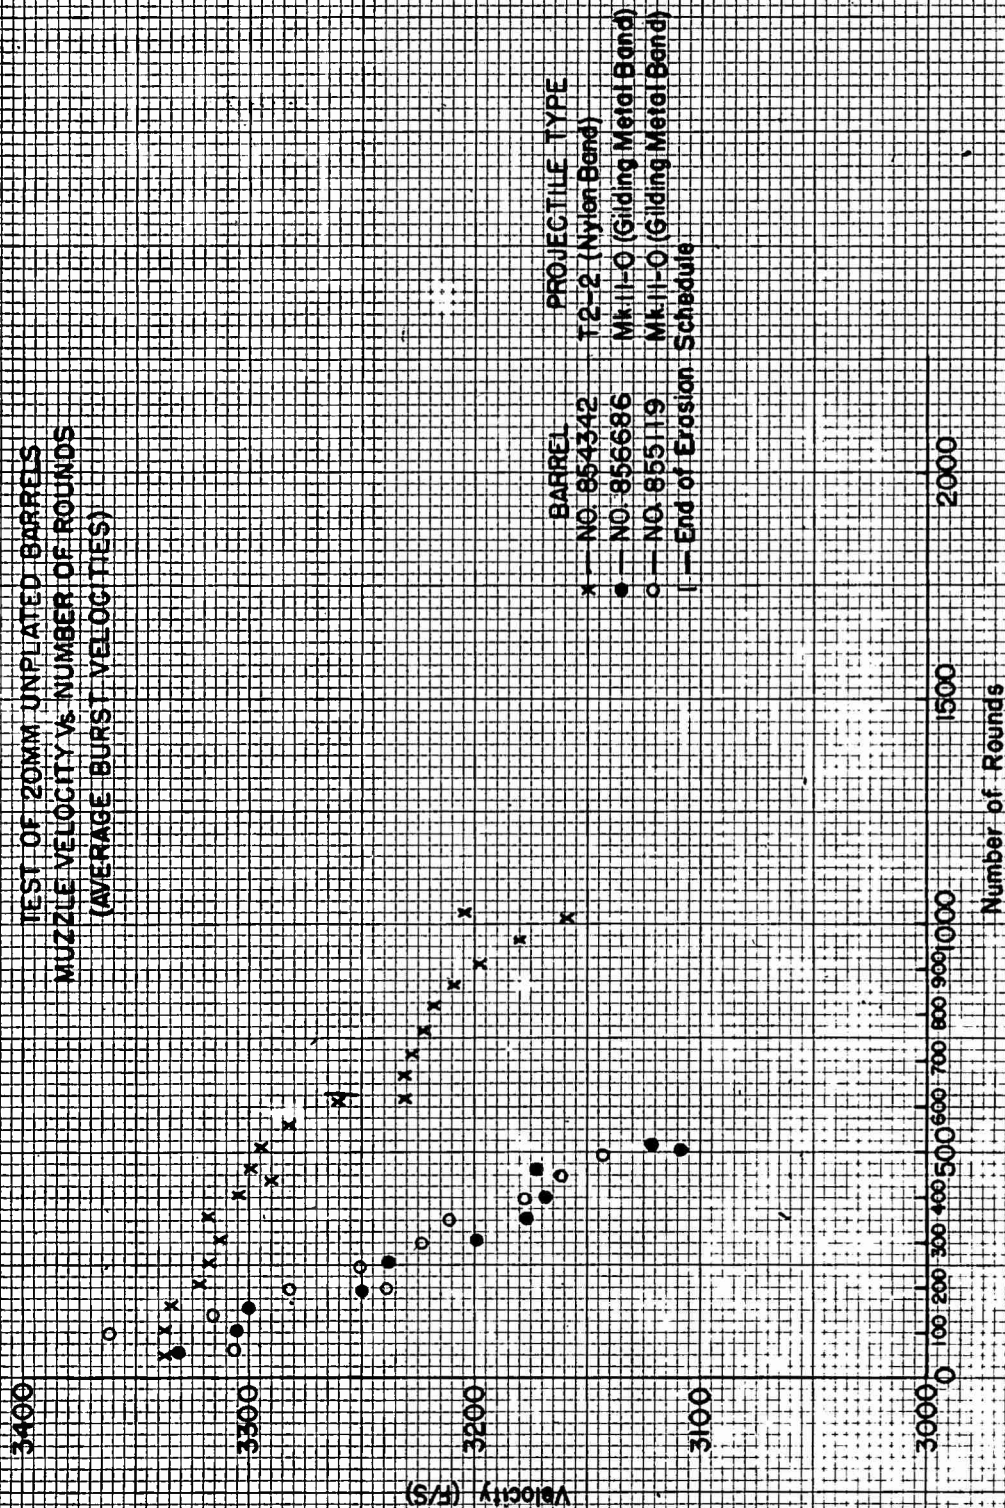 TEST OF 20MM UNPLATED BARRELS
MUZZLE VELOCITY Vs. NUMBER OF ROUNDS
(AVERAGE BURST VELOCITIES)
3400
3300
3200
3100
3000
Velocity (F/S)
BARREL PROJECTILE TYPE
x — NO. 854342 T2-2 (Nylon Band)
● — NO. 856686 Mk.11-0 (Gilding Metal Band)
○ — NO. 855119 Mk.11-0 (Gilding Metal Band)
| — End of Erosion Schedule
0 100 200 300 400 500 600 700 800 900 1000 1500 2000
Number of Rounds